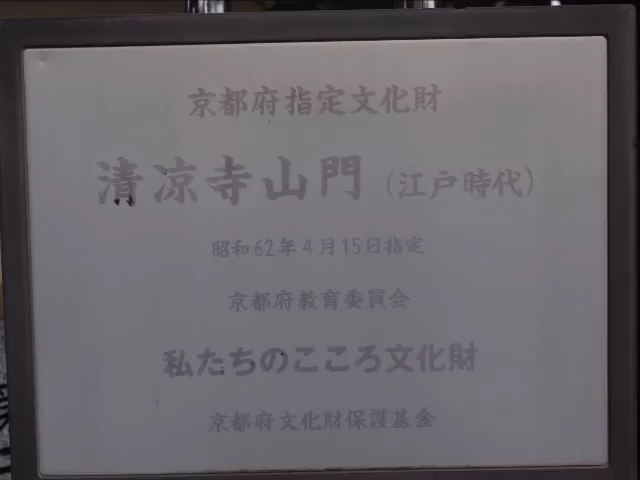 京都府指定文化財
清凉寺山門（江戸時代）
昭和62年4月15日指定
京都府教育委員会
私たちのこころ文化財
京都府文化財保護基金